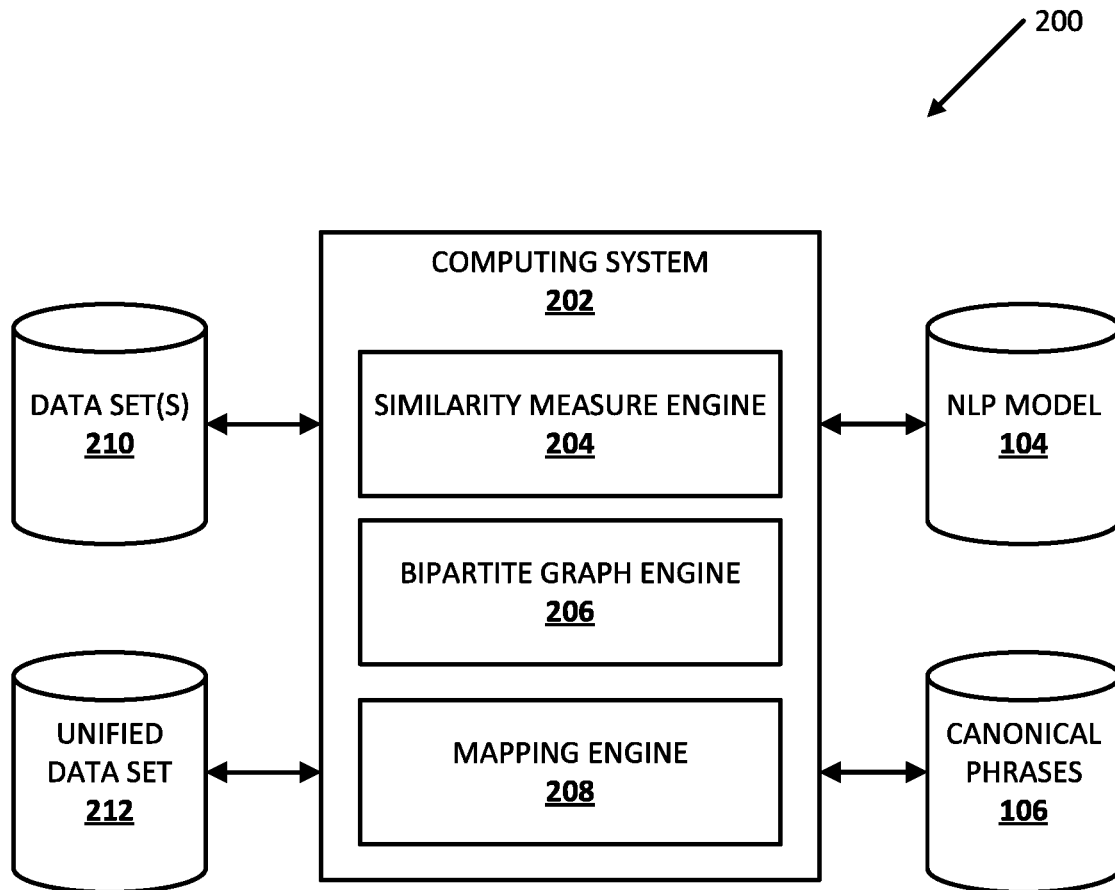 200
COMPUTING SYSTEM
202
DATA SET(S)
210
SIMILARITY MEASURE ENGINE
204
NLP MODEL
104
BIPARTITE GRAPH ENGINE
206
UNIFIED
DATA SET
212
MAPPING ENGINE
208
CANONICAL
PHRASES
106